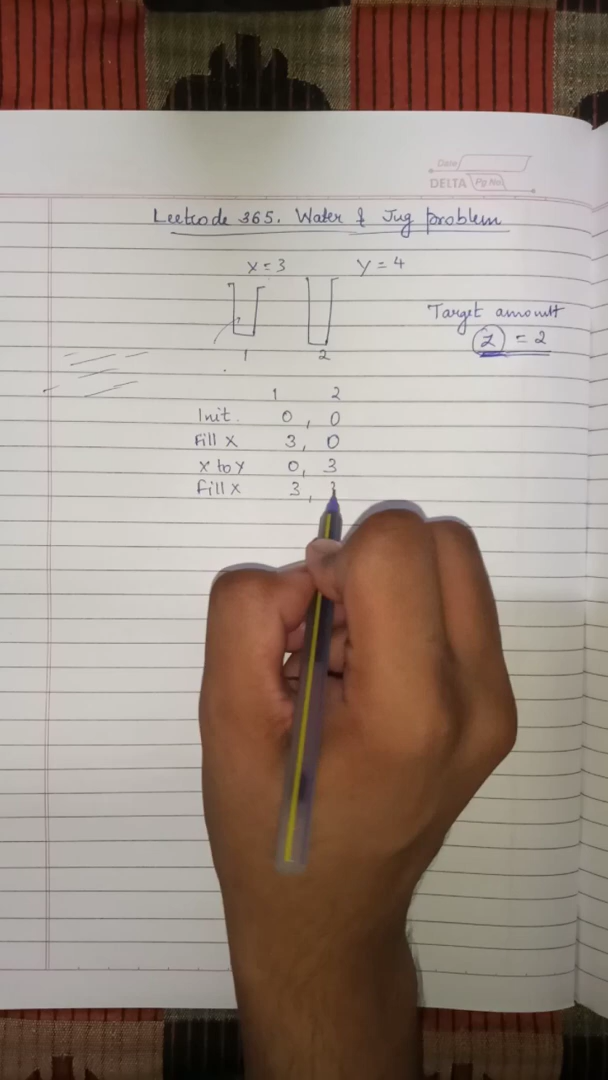 Date
DELTA Pg No.
Leetcode 365. Water & Jug problem
X = 3 Y = 4
Target amount
Z = 2
1 2
1 2
Init. 0, 0
Fill X 3, 0
X to Y 0, 3
Fill X 3,